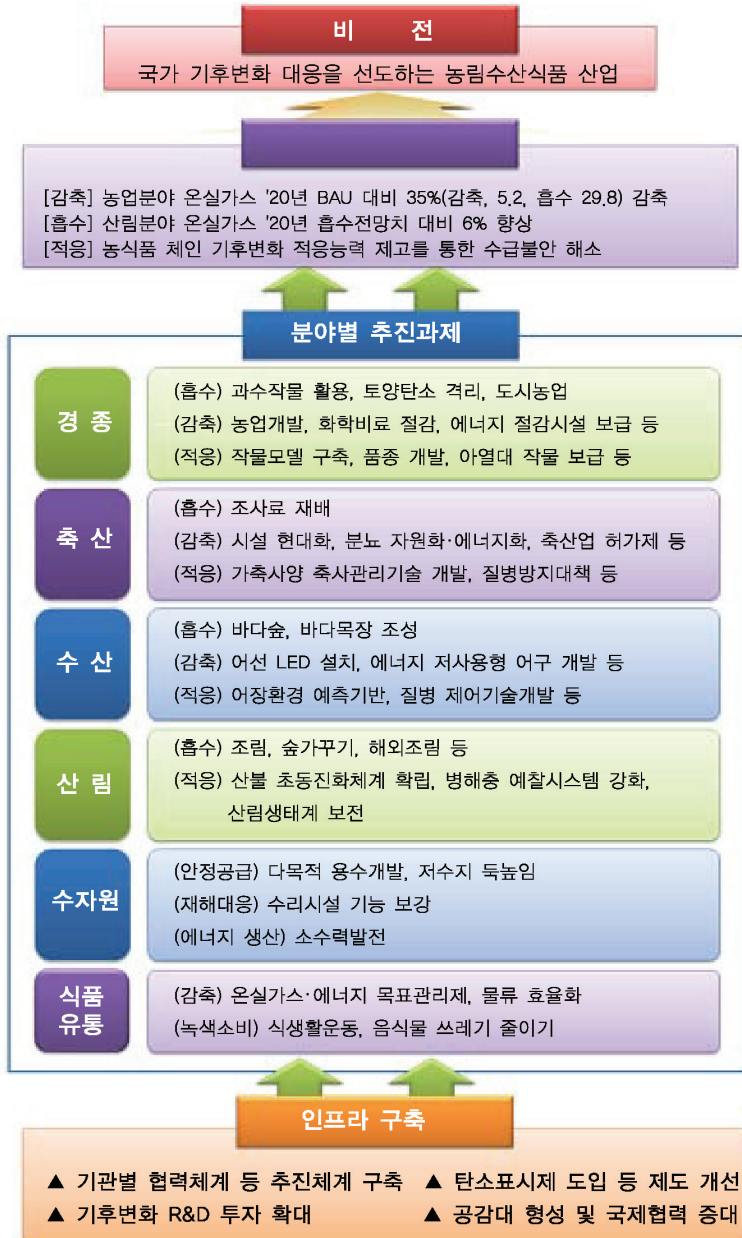 비 전
국가 기후변화 대응을 선도하는 농림수산식품 산업
[감축] 농업분야 온실가스 '20년 BAU 대비 35%(감축, 5.2, 흡수 29.8) 감축
[흡수] 산림분야 온실가스 '20년 흡수전망치 대비 6% 향상
[적응] 농식품 체인 기후변화 적응능력 제고를 통한 수급불안 해소
분야별 추진과제
경 종
(흡수) 과수작물 활용, 토양탄소 격리, 도시농업
(감축) 농업개발, 화학비료 절감, 에너지 절감시설 보급 등
(적응) 작물모델 구축, 품종 개발, 아열대 작물 보급 등
축 산
(흡수) 조사료 재배
(감축) 시설 현대화, 분뇨 자원화·에너지화, 축산업 허가제 등
(적응) 가축사양 축사관리기술 개발, 질병방지대책 등
수 산
(흡수) 바다숲, 바다목장 조성
(감축) 어선 LED 설치, 에너지 저사용형 어구 개발 등
(적응) 어장환경 예측기반, 질병 제어기술개발 등
산 림
(흡수) 조림, 숲가꾸기, 해외조림 등
(적응) 산불 초동진화체계 확립, 병해충 예찰시스템 강화,
산림생태계 보전
수자원
(안정공급) 다목적 용수개발, 저수지 둑높임
(재해대응) 수리시설 기능 보강
(에너지 생산) 소수력발전
식품
유통
(감축) 온실가스·에너지 목표관리제, 물류 효율화
(녹색소비) 식생활운동, 음식물 쓰레기 줄이기
인프라 구축
▲ 기관별 협력체계 등 추진체계 구축 ▲ 탄소표시제 도입 등 제도 개선
▲ 기후변화 R&D 투자 확대 ▲ 공감대 형성 및 국제협력 증대